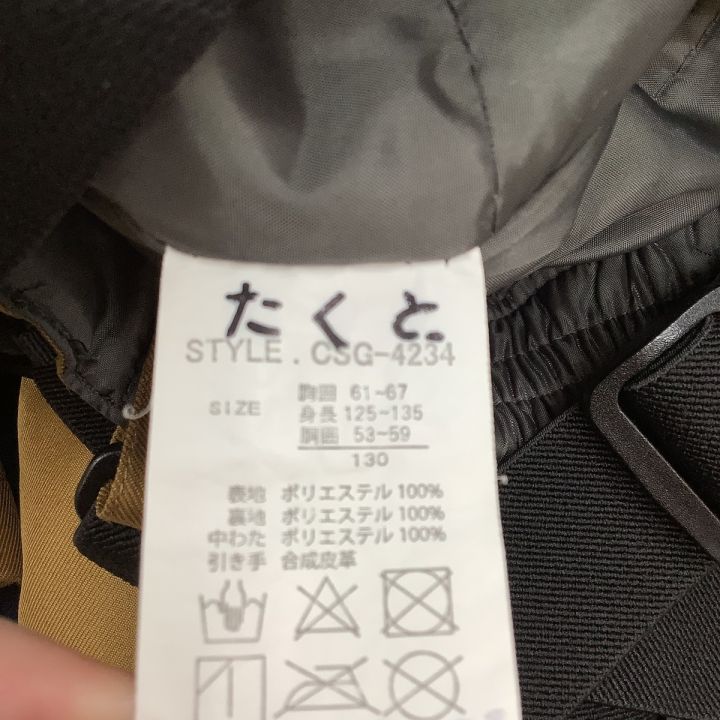 たくと
STYLE. CSG-4234
SIZE 胸囲 61-67
身長 125-135
胸囲 53-59
130
表地 ポリエステル 100%
裏地 ポリエステル 100%
中わた ポリエステル 100%
引き手 合成皮革